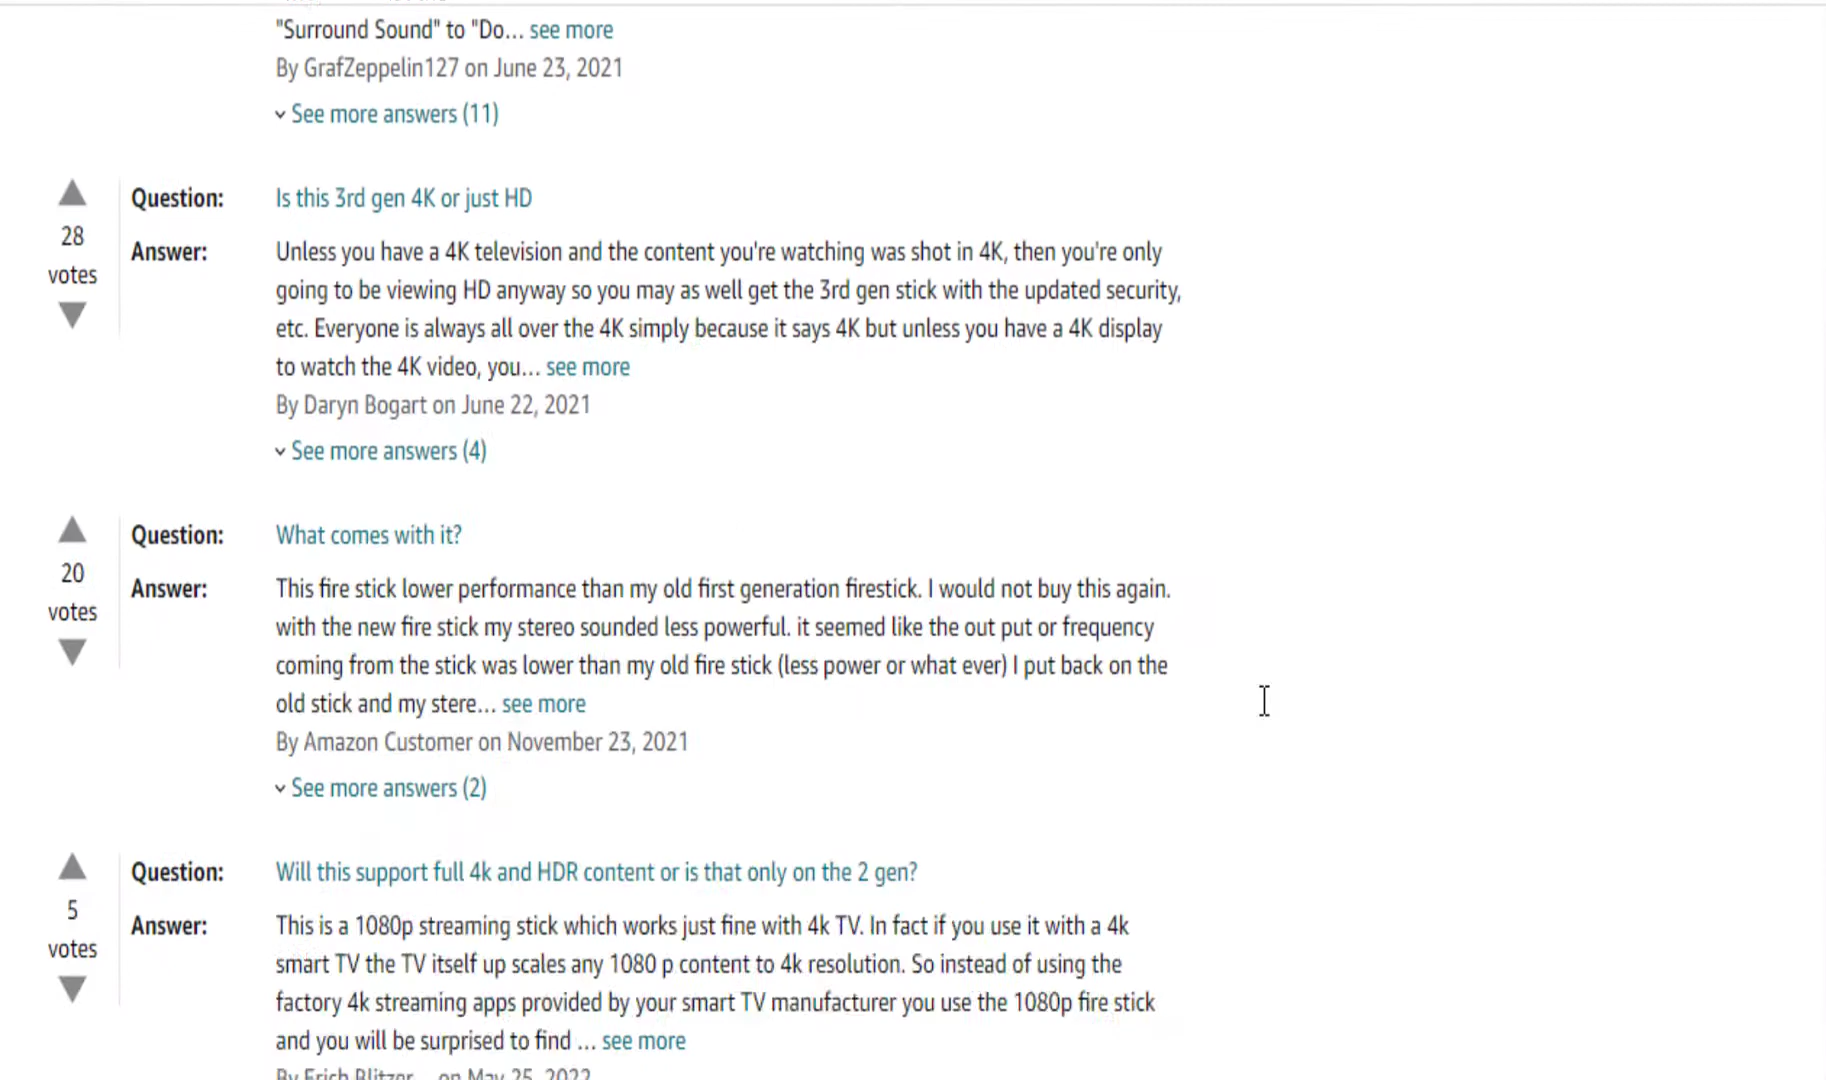 "Surround Sound" to "Do... see more
By GrafZeppelin127 on June 23, 2021
See more answers (11)
28
votes
Question: Is this 3rd gen 4K or just HD
Answer: Unless you have a 4K television and the content you're watching was shot in 4K, then you're only
going to be viewing HD anyway so you may as well get the 3rd gen stick with the updated security,
etc. Everyone is always all over the 4K simply because it says 4K but unless you have a 4K display
to watch the 4K video, you... see more
By Daryn Bogart on June 22, 2021
See more answers (4)
20
votes
Question: What comes with it?
Answer: This fire stick lower performance than my old first generation firestick. I would not buy this again.
with the new fire stick my stereo sounded less powerful. it seemed like the out put or frequency
coming from the stick was lower than my old fire stick (less power or what ever) I put back on the
old stick and my stere... see more
By Amazon Customer on November 23, 2021
See more answers (2)
5
votes
Question: Will this support full 4k and HDR content or is that only on the 2 gen?
Answer: This is a 1080p streaming stick which works just fine with 4k TV. In fact if you use it with a 4k
smart TV the TV itself up scales any 1080 p content to 4k resolution. So instead of using the
factory 4k streaming apps provided by your smart TV manufacturer you use the 1080p fire stick
and you will be surprised to find ... see more
By Erich Blitzer on May 25, 2022